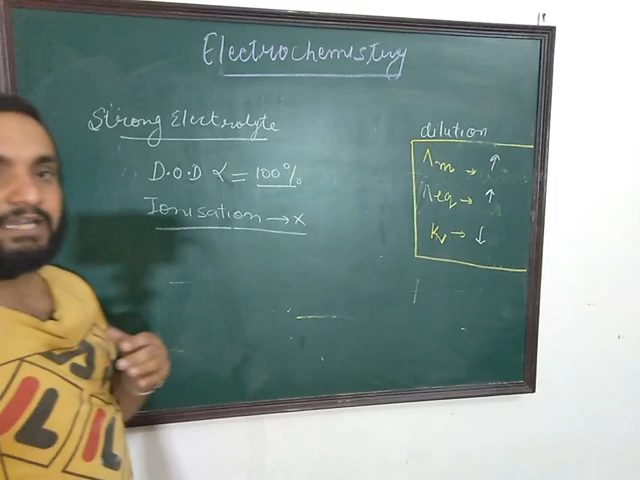 Electrochemistry
Strong Electrolyte
D.O.D α = 100%
Ionisation → x
dilution
Λm → ↑
Λeq → ↑
Kv → ↓